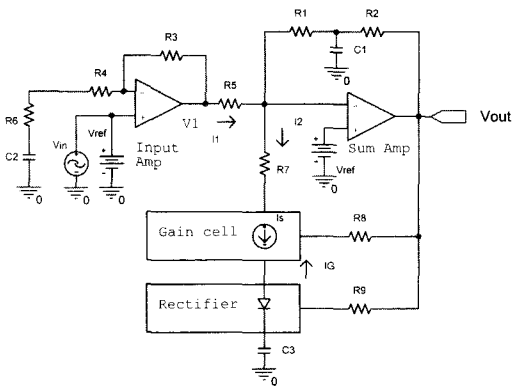 R3
R1
R2
C1
0
R4
R5
R6
C2
0
Vin
0
Vref
0
Input
Amp
V1
I1
I2
R7
Vref
0
Sum Amp
Vout
Is
Gain cell
R8
IG
Rectifier
R9
C3
0